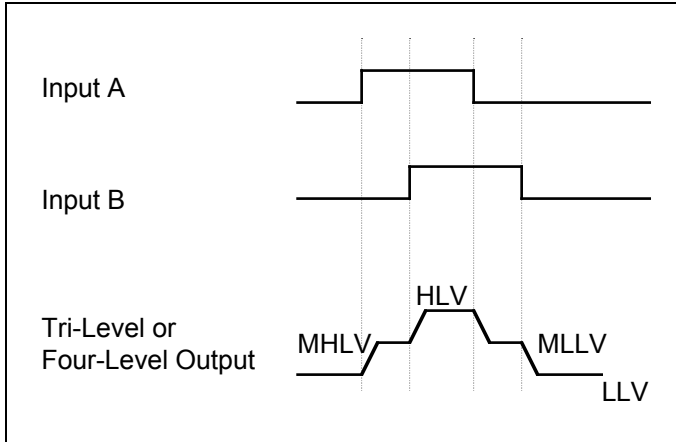 Input A
Input B
HLV
Tri-Level or
MHLV
MLLV
Four-Level Output
LLV